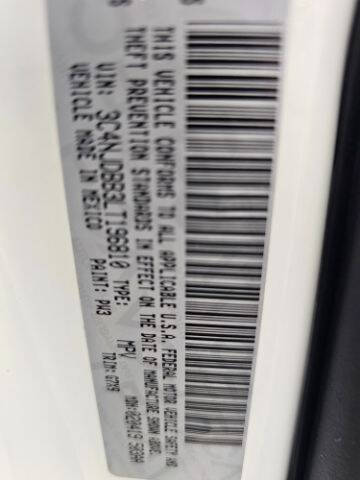 THIS VEHICLE CONFORMS TO ALL APPLICABLE U.S.A. FEDERAL MOTOR VEHICLE SAFETY AND
THEFT PREVENTION STANDARDS IN EFFECT ON THE DATE OF MANUFACTURE SHOWN ABOVE.
VIN: 3C4NJDBB3LT196810 TYPE: MPV
VEHICLE MADE IN MEXICO PAINT: PW3 TRIM: